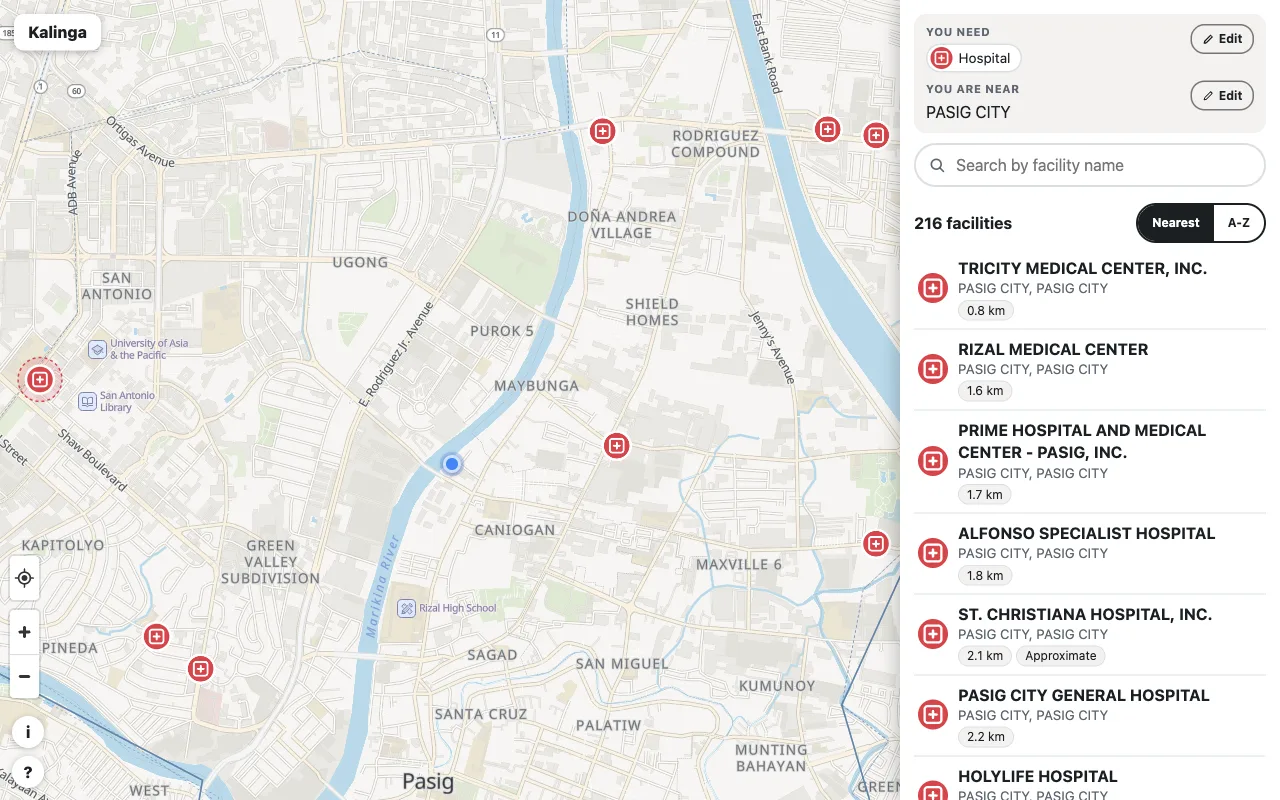 Kalinga
185
11
East Bank Road
1
60
Ortigas Avenue
ADB Avenue
RODRIGUEZ
COMPOUND
DOÑA ANDREA
VILLAGE
UGONG
SAN
ANTONIO
SHIELD
HOMES
E. Rodriguez Jr. Avenue
PUROK 5
Jenny's Avenue
University of Asia
& the Pacific
MAYBUNGA
San Antonio
Library
Shaw Boulevard
Street
CANIOGAN
KAPITOLYO
GREEN
VALLEY
SUBDIVISION
MAXVILLE 6
Marikina River
Rizal High School
PINEDA
SAGAD
SAN MIGUEL
KUMUNOY
SANTA CRUZ
PALATIW
MUNTING
BAHAYAN
Pasig
WEST
GREEN
Kalayaan Avenue
+
−
i
?
YOU NEED
Edit
Hospital
YOU ARE NEAR
Edit
PASIG CITY
Search by facility name
216 facilities
Nearest
A-Z
TRICITY MEDICAL CENTER, INC.
PASIG CITY, PASIG CITY
0.8 km
RIZAL MEDICAL CENTER
PASIG CITY, PASIG CITY
1.6 km
PRIME HOSPITAL AND MEDICAL
CENTER - PASIG, INC.
PASIG CITY, PASIG CITY
1.7 km
ALFONSO SPECIALIST HOSPITAL
PASIG CITY, PASIG CITY
1.8 km
ST. CHRISTIANA HOSPITAL, INC.
PASIG CITY, PASIG CITY
2.1 km
Approximate
PASIG CITY GENERAL HOSPITAL
PASIG CITY, PASIG CITY
2.2 km
HOLYLIFE HOSPITAL
PASIG CITY, PASIG CITY